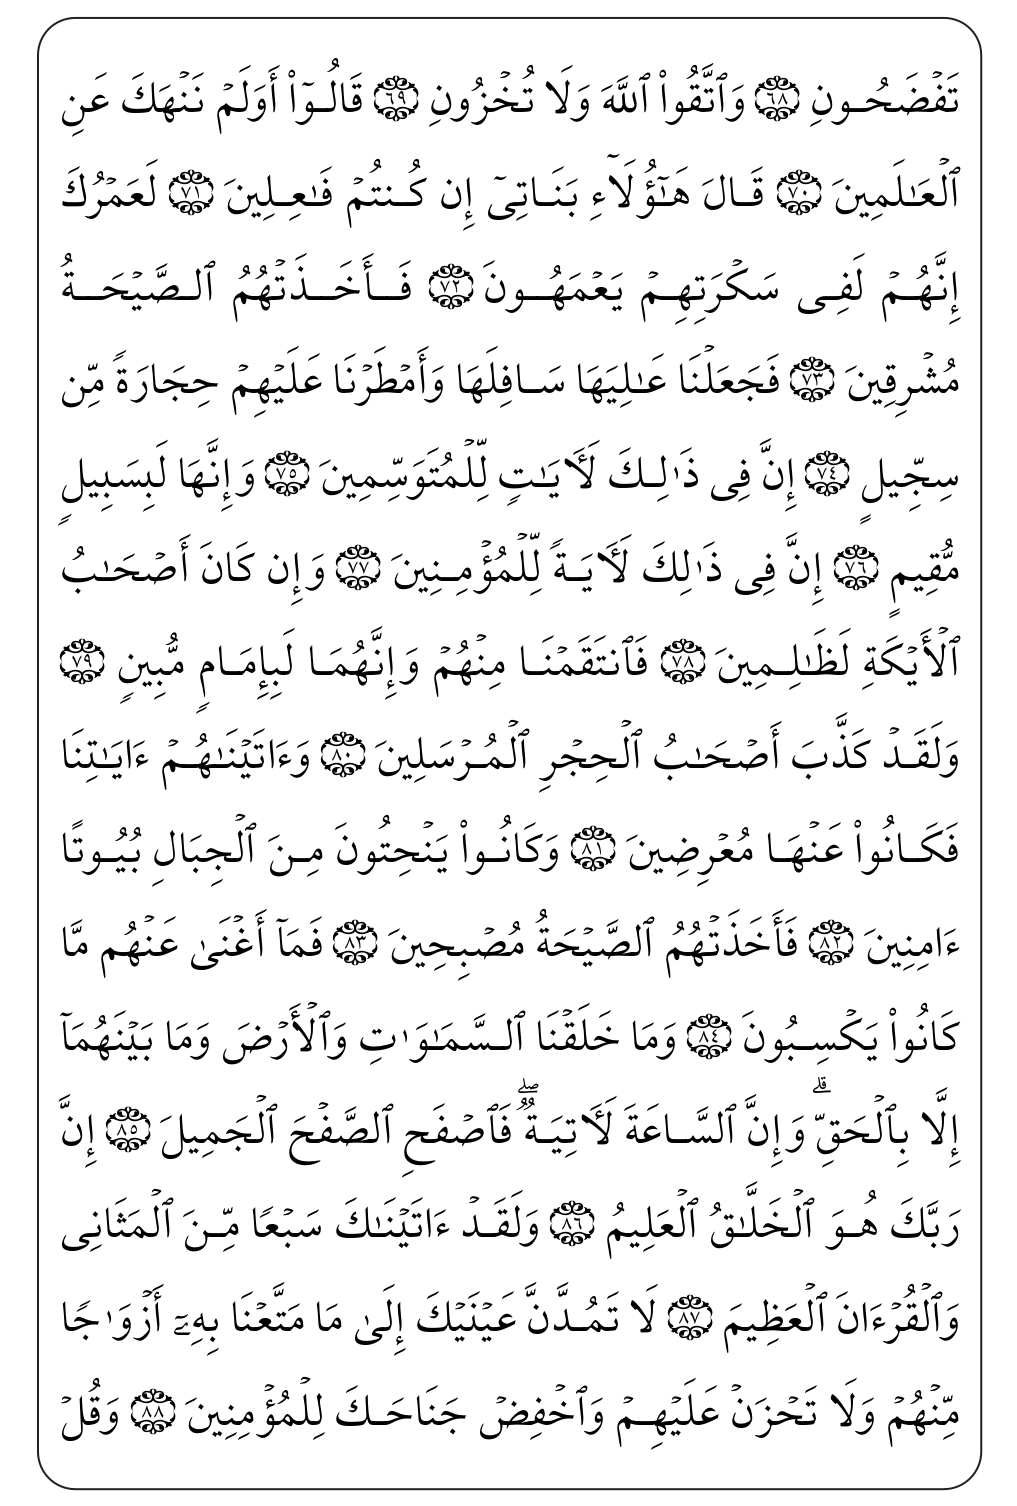 تَفْضَحُونِ ٦٨ وَٱتَّقُوا۟ ٱللَّهَ وَلَا تُخْزُونِ ٦٩ قَالُوٓا۟ أَوَلَمْ نَنْهَكَ عَنِ
ٱلْعَـٰلَمِينَ ٧٠ قَالَ هَـٰٓؤُلَآءِ بَنَاتِىٓ إِن كُنتُمْ فَـٰعِلِينَ ٧١ لَعَمْرُكَ
إِنَّهُمْ لَفِى سَكْرَتِهِمْ يَعْمَهُونَ ٧٢ فَأَخَذَتْهُمُ ٱلصَّيْحَةُ
مُشْرِقِينَ ٧٣ فَجَعَلْنَا عَـٰلِيَهَا سَافِلَهَا وَأَمْطَرْنَا عَلَيْهِمْ حِجَارَةً مِّن
سِجِّيلٍ ٧٤ إِنَّ فِى ذَٰلِكَ لَـَٔايَـٰتٍ لِّلْمُتَوَسِّمِينَ ٧٥ وَإِنَّهَا لَبِسَبِيلٍ
مُّقِيمٍ ٧٦ إِنَّ فِى ذَٰلِكَ لَـَٔايَةً لِّلْمُؤْمِنِينَ ٧٧ وَإِن كَانَ أَصْحَـٰبُ
ٱلْأَيْكَةِ لَظَـٰلِمِينَ ٧٨ فَٱنتَقَمْنَا مِنْهُمْ وَإِنَّهُمَا لَبِإِمَامٍ مُّبِينٍ ٧٩
وَلَقَدْ كَذَّبَ أَصْحَـٰبُ ٱلْحِجْرِ ٱلْمُرْسَلِينَ ٨٠ وَءَاتَيْنَـٰهُمْ ءَايَـٰتِنَا
فَكَانُوا۟ عَنْهَا مُعْرِضِينَ ٨١ وَكَانُوا۟ يَنْحِتُونَ مِنَ ٱلْجِبَالِ بُيُوتًا
ءَامِنِينَ ٨٢ فَأَخَذَتْهُمُ ٱلصَّيْحَةُ مُصْبِحِينَ ٨٣ فَمَآ أَغْنَىٰ عَنْهُم مَّا
كَانُوا۟ يَكْسِبُونَ ٨٤ وَمَا خَلَقْنَا ٱلسَّمَـٰوَٰتِ وَٱلْأَرْضَ وَمَا بَيْنَهُمَآ
إِلَّا بِٱلْحَقِّ ۗ وَإِنَّ ٱلسَّاعَةَ لَـَٔاتِيَةٌ ۖ فَٱصْفَحِ ٱلصَّفْحَ ٱلْجَمِيلَ ٨٥ إِنَّ
رَبَّكَ هُوَ ٱلْخَلَّـٰقُ ٱلْعَلِيمُ ٨٦ وَلَقَدْ ءَاتَيْنَـٰكَ سَبْعًا مِّنَ ٱلْمَثَانِى
وَٱلْقُرْءَانَ ٱلْعَظِيمَ ٨٧ لَا تَمُدَّنَّ عَيْنَيْكَ إِلَىٰ مَا مَتَّعْنَا بِهِۦٓ أَزْوَٰجًا
مِّنْهُمْ وَلَا تَحْزَنْ عَلَيْهِمْ وَٱخْفِضْ جَنَاحَكَ لِلْمُؤْمِنِينَ ٨٨ وَقُلْ